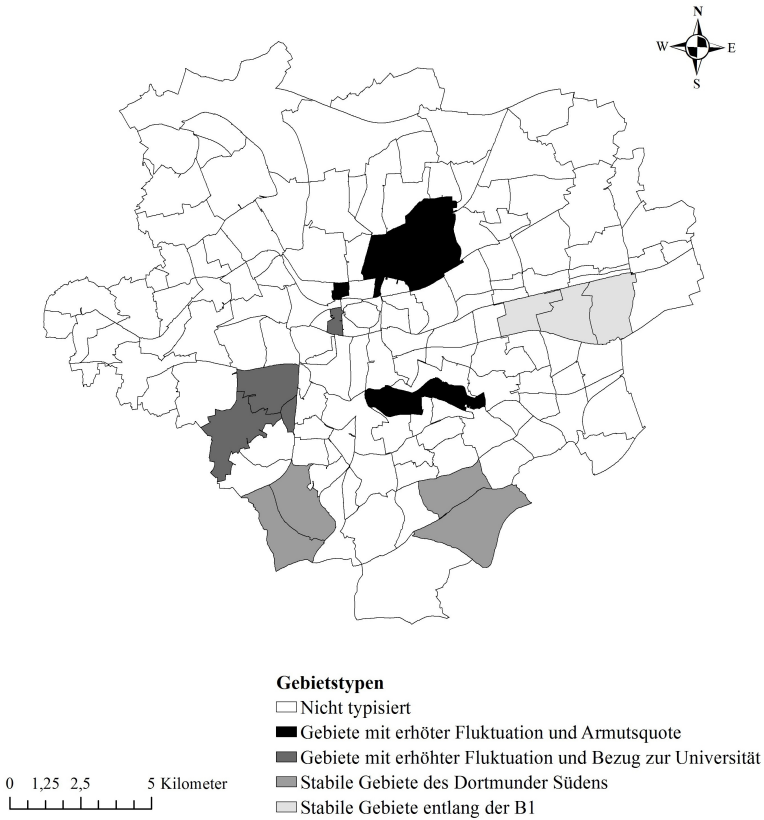 N
W E
S
Gebietstypen
Nicht typisiert
Gebiete mit erhöter Fluktuation und Armutsquote
Gebiete mit erhöhter Fluktuation und Bezug zur Universität
Stabile Gebiete des Dortmunder Südens
Stabile Gebiete entlang der B1
0 1,25 2,5 5 Kilometer